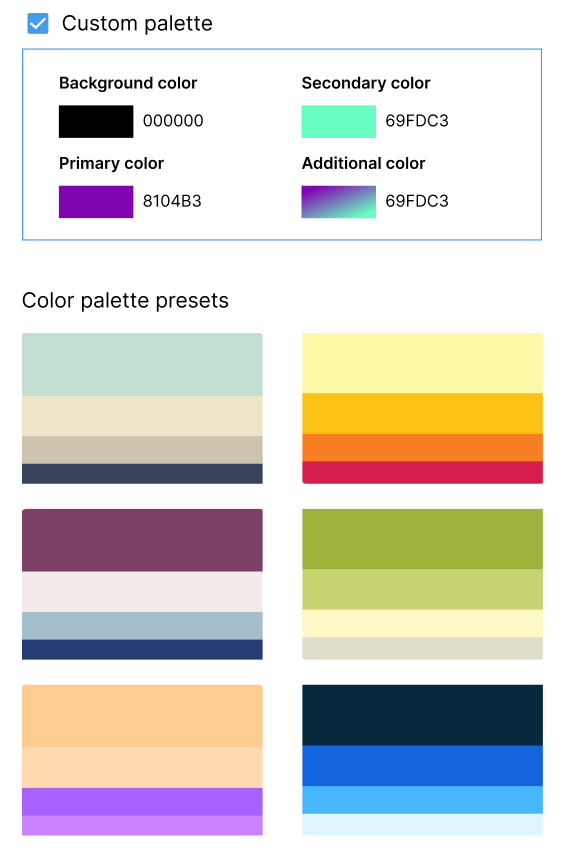 Custom palette
Background color
000000
Secondary color
69FDC3
Primary color
8104B3
Additional color
69FDC3
Color palette presets